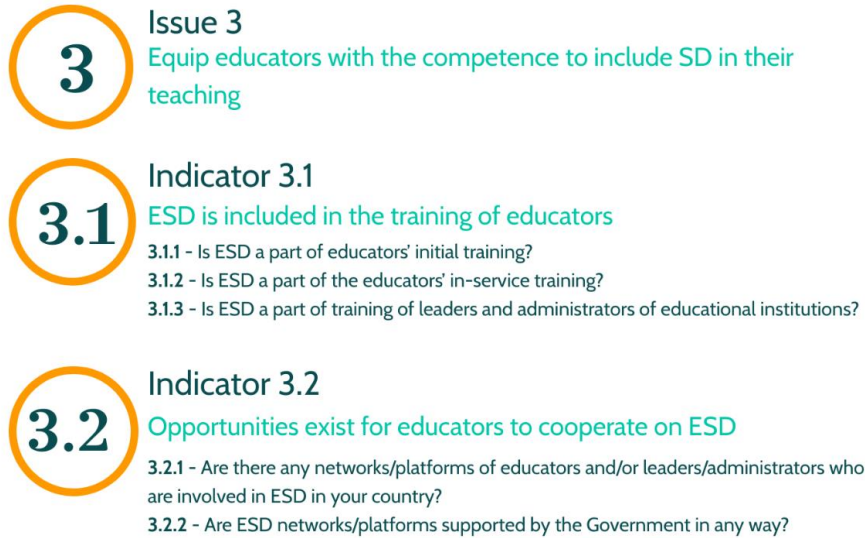 3
Issue 3
Equip educators with the competence to include SD in their
teaching
3.1
Indicator 3.1
ESD is included in the training of educators
3.1.1 - Is ESD a part of educators' initial training?
3.1.2 - Is ESD a part of the educators' in-service training?
3.1.3 - Is ESD a part of training of leaders and administrators of educational institutions?
3.2
Indicator 3.2
Opportunities exist for educators to cooperate on ESD
3.2.1 - Are there any networks/platforms of educators and/or leaders/administrators who
are involved in ESD in your country?
3.2.2 - Are ESD networks/platforms supported by the Government in any way?